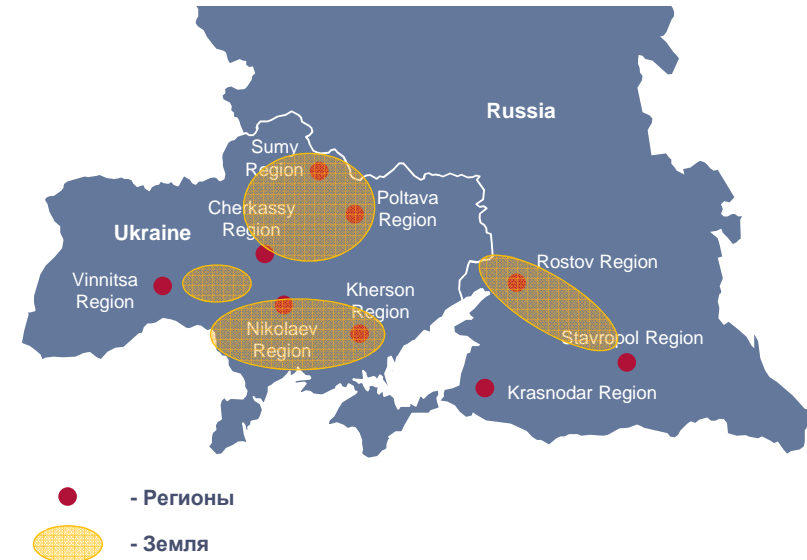 Russia
Sumy
Region
Cherkassy
Region
Poltava
Region
Ukraine
Vinnitsa
Region
Rostov Region
Kherson
Region
Nikolaev
Region
Stavropol Region
Krasnodar Region
- Регионы
- Земля